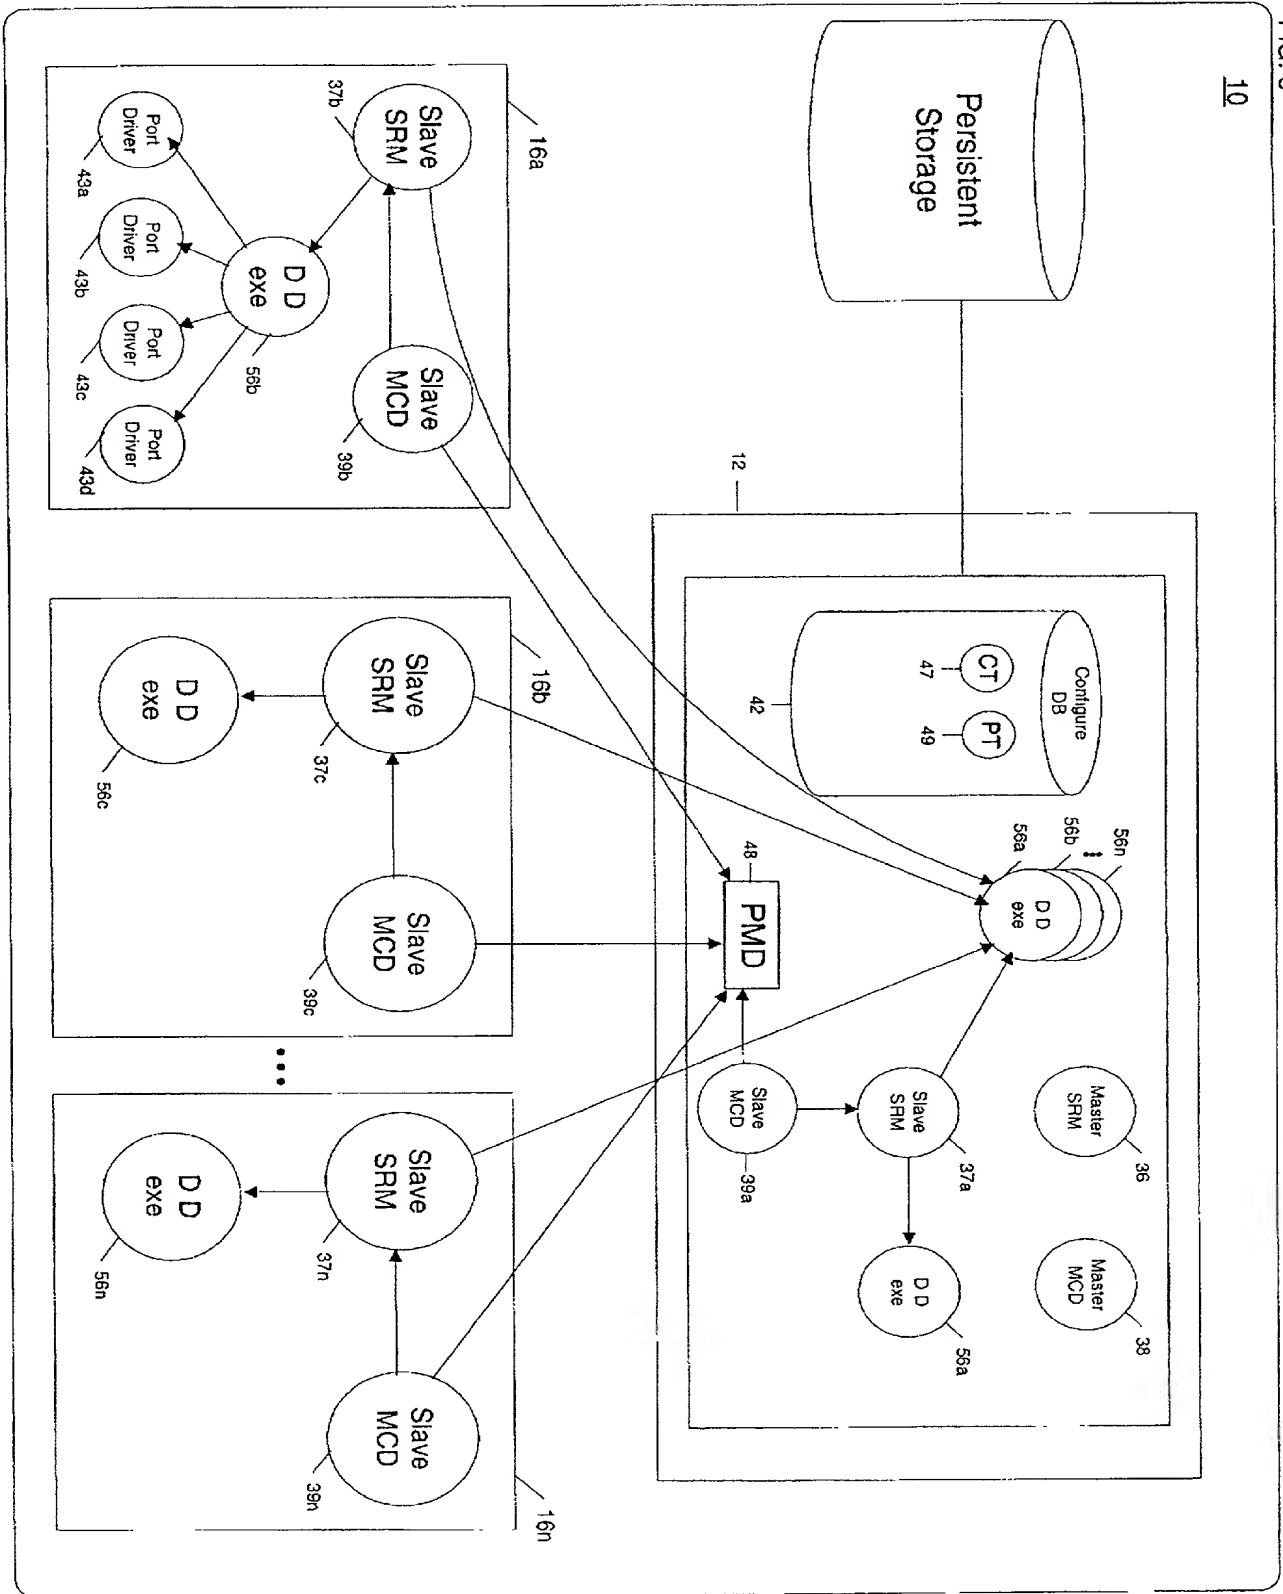 10
Persistent
Storage
12
Configure
DB
CT
PT
47
49
42
56n
56b
56a
D D
exe
Master
SRM
36
Master
MCD
38
Slave
SRM
37a
D D
exe
56a
48
PMD
Slave
MCD
39a
16a
Slave
SRM
37b
Slave
MCD
39b
D D
exe
56b
Port
Driver
43a
Port
Driver
43b
Port
Driver
43c
Port
Driver
43d
16b
Slave
SRM
37c
Slave
MCD
39c
D D
exe
56c
16n
Slave
SRM
37n
Slave
MCD
39n
D D
exe
56n